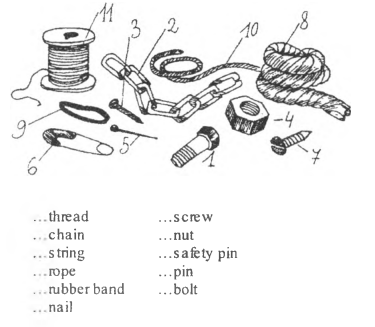 11
2
3
10
8
9
6
5
1
4
7
...thread ...screw
...chain ...nut
...string ...safety pin
...rope ...pin
...rubber band ...bolt
...nail